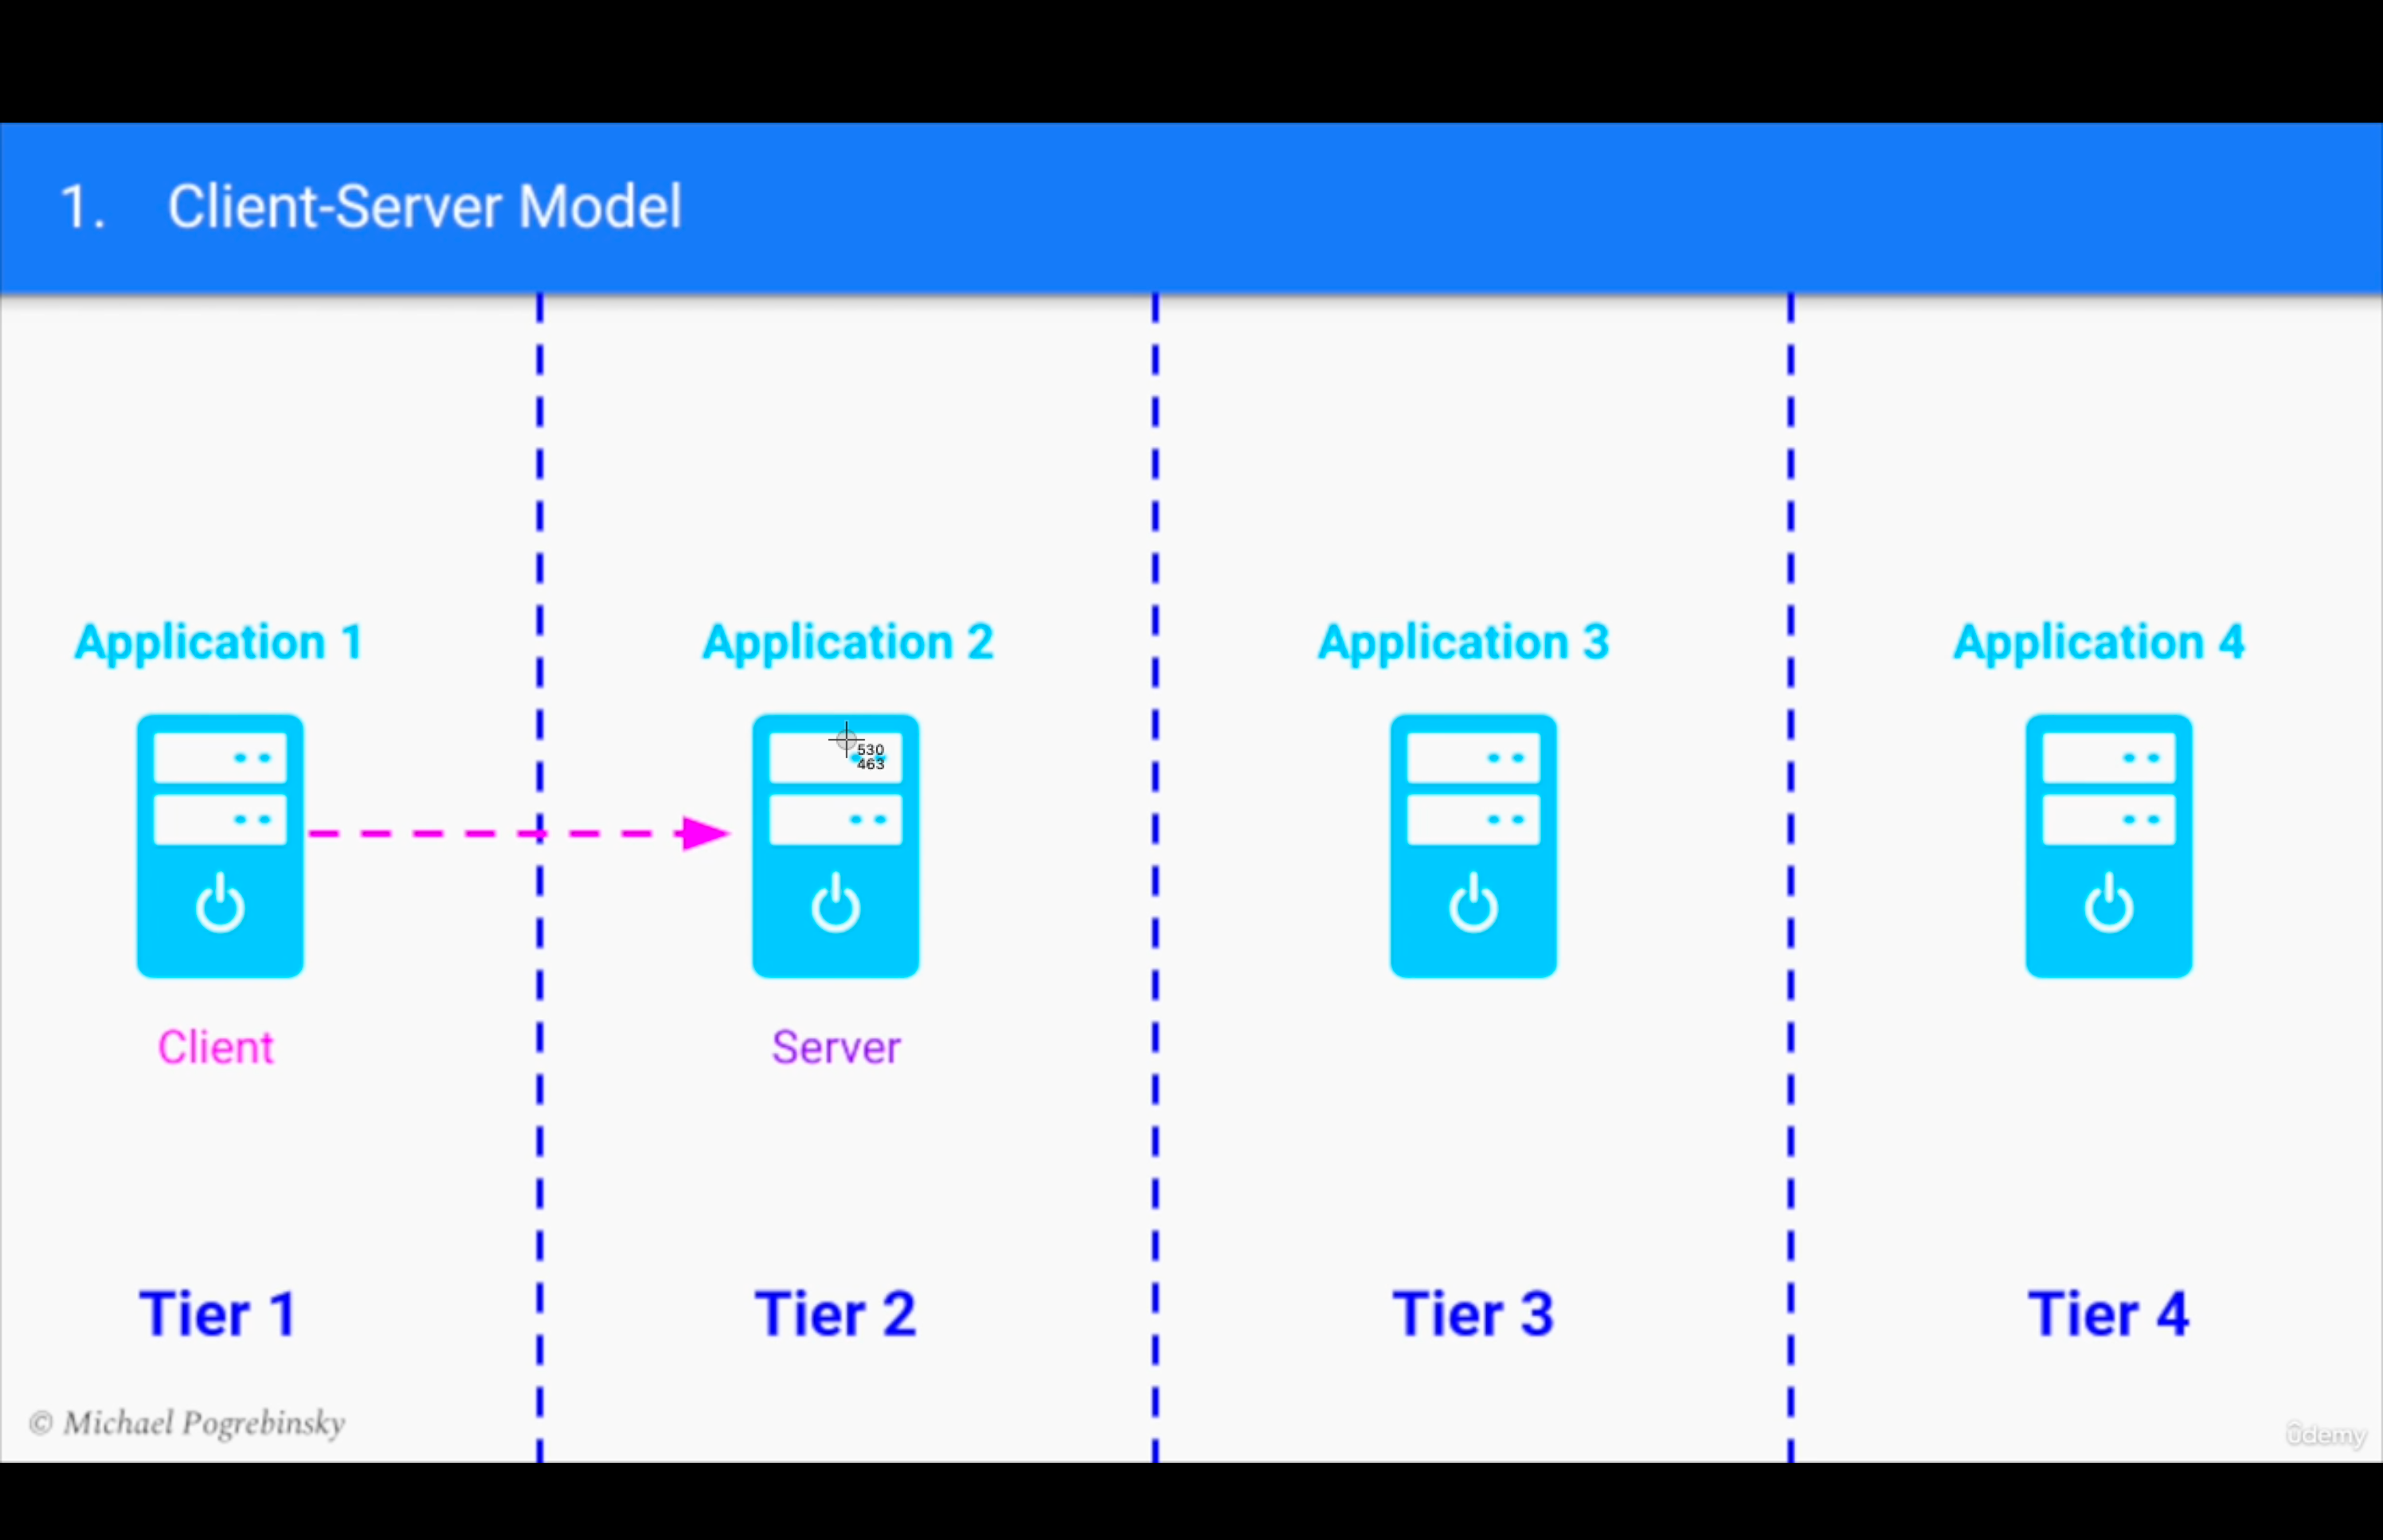 1. Client-Server Model
Application 1
Application 2
Application 3
Application 4
530
463
Client
Server
Tier 1
Tier 2
Tier 3
Tier 4
© Michael Pogrebinsky
ûdemy